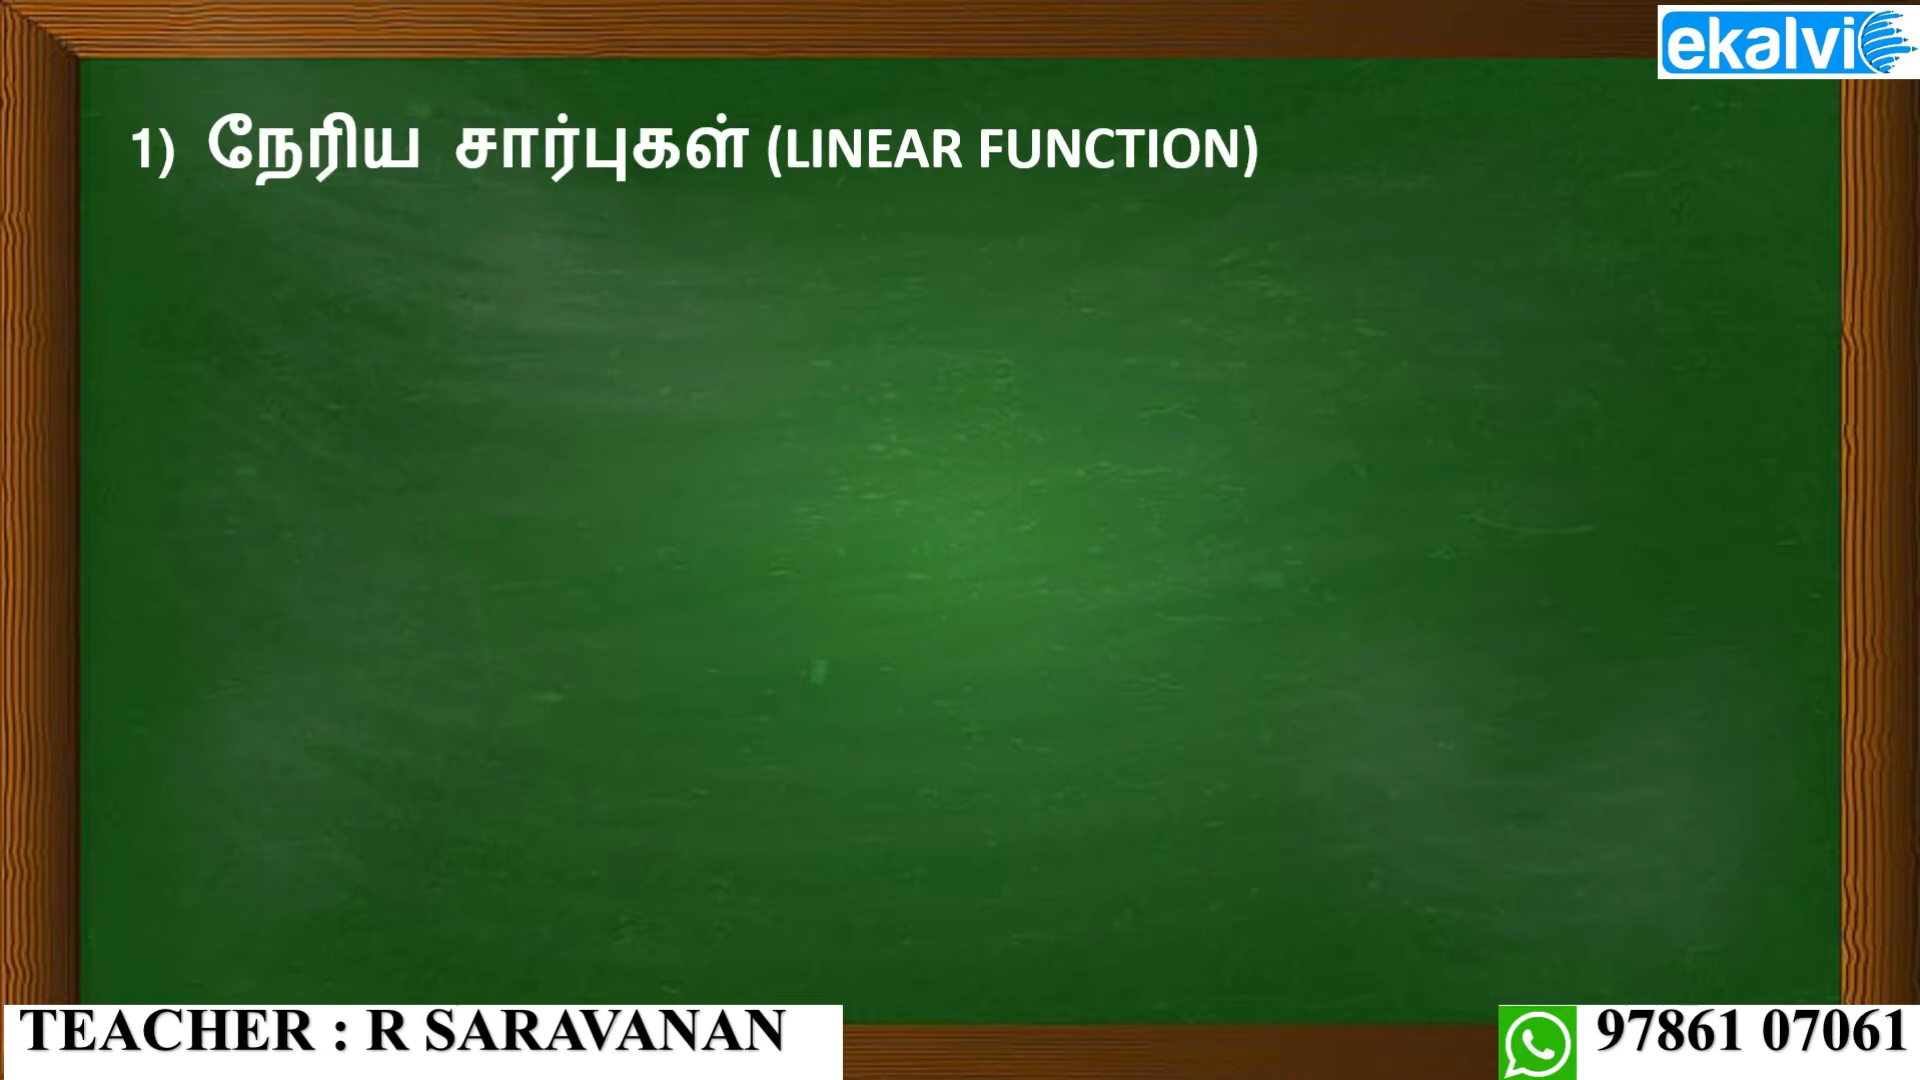 ekalvi
1) நேரிய சார்புகள் (LINEAR FUNCTION)
TEACHER : R SARAVANAN
97861 07061